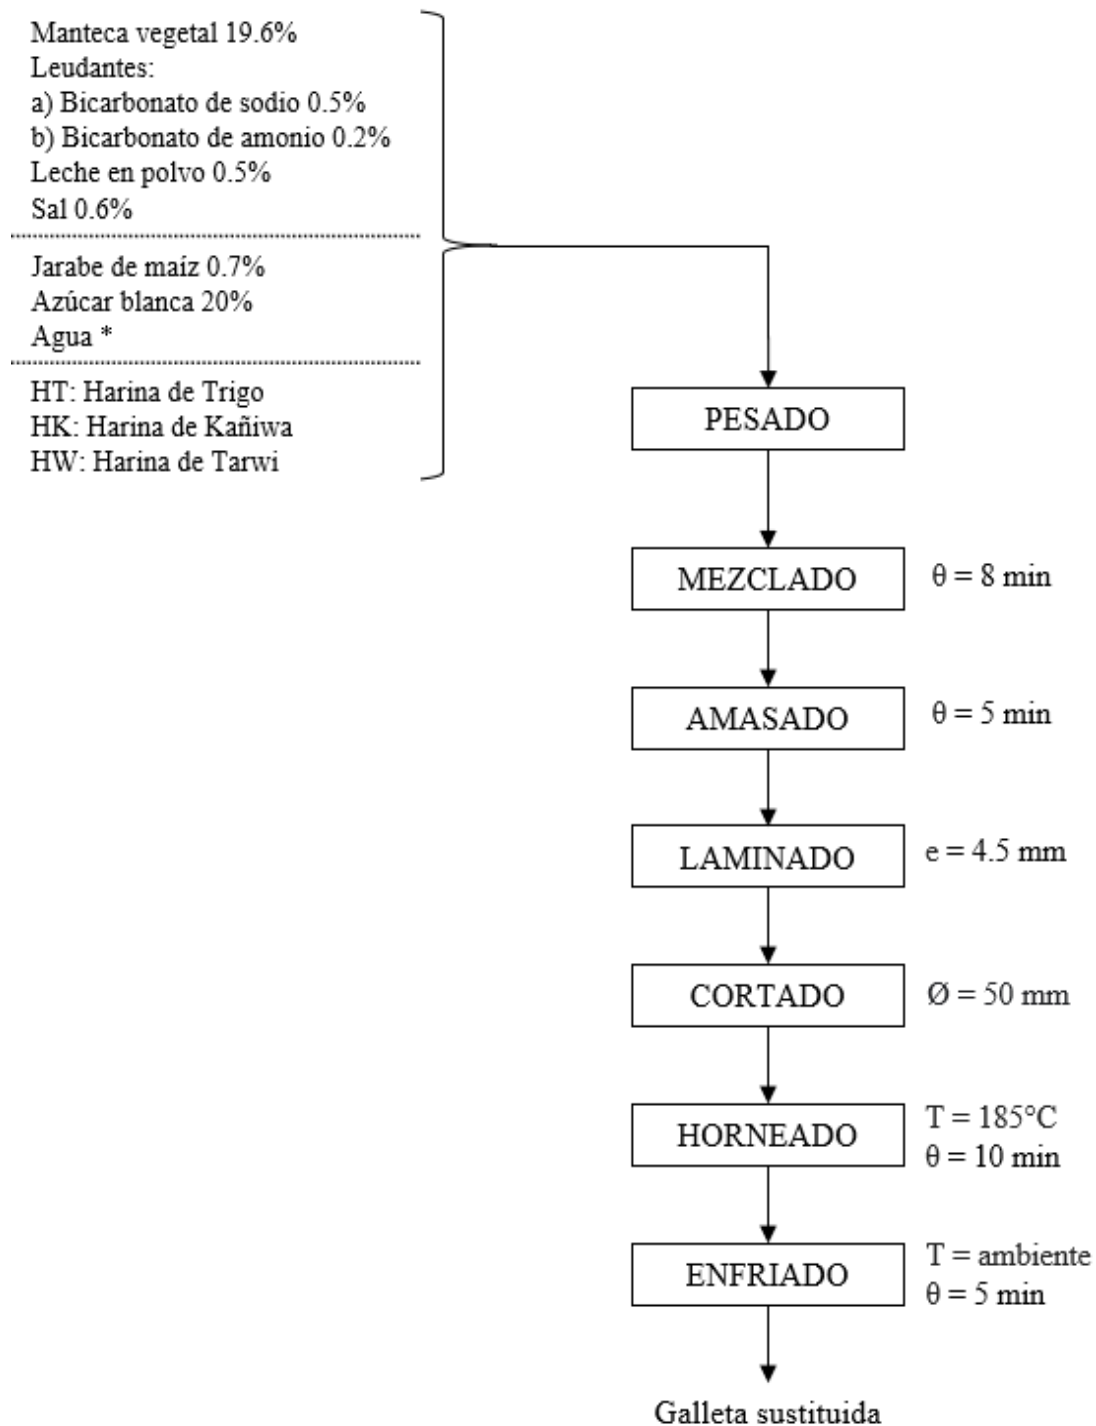 Manteca vegetal 19.6%
Leudantes:
a) Bicarbonato de sodio 0.5%
b) Bicarbonato de amonio 0.2%
Leche en polvo 0.5%
Sal 0.6%
Jarabe de maíz 0.7%
Azúcar blanca 20%
Agua *
HT: Harina de Trigo
HK: Harina de Kañiwa
HW: Harina de Tarwi
PESADO
MEZCLADO
θ = 8 min
AMASADO
θ = 5 min
LAMINADO
e = 4.5 mm
CORTADO
Ø = 50 mm
HORNEADO
T = 185°C
θ = 10 min
ENFRIADO
T = ambiente
θ = 5 min
Galleta sustituida